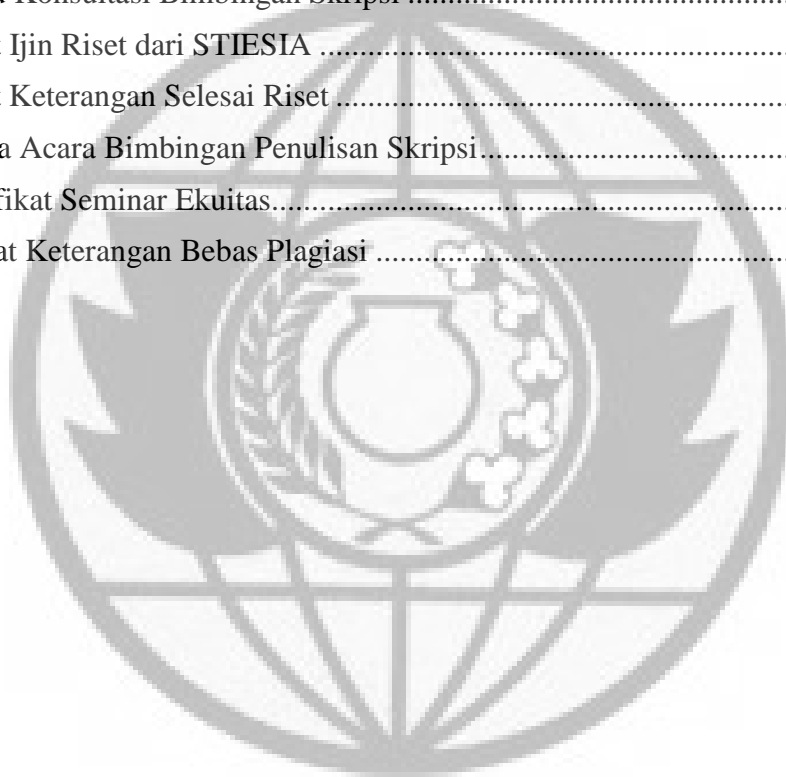 Konsultasi Bimbingan Skripsi ........................................................
t Ijin Riset dari STIESIA ...................................................................
t Keterangan Selesai Riset .................................................................
a Acara Bimbingan Penulisan Skripsi............................................
fikat Seminar Ekuitas.........................................................................
at Keterangan Bebas Plagiasi ...........................................................